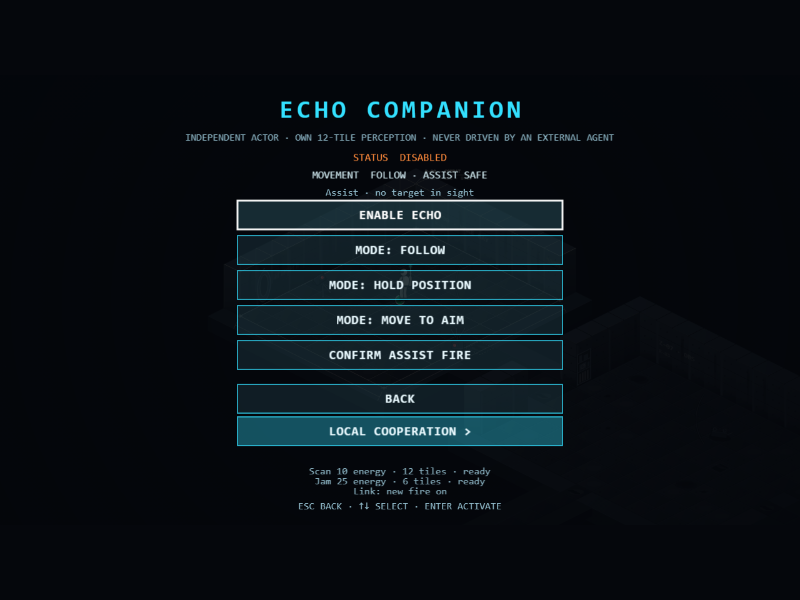 ECHO COMPANION
INDEPENDENT ACTOR · OWN 12-TILE PERCEPTION · NEVER DRIVEN BY AN EXTERNAL AGENT
STATUS  DISABLED
MOVEMENT  FOLLOW · ASSIST SAFE
Assist · no target in sight
ENABLE ECHO
MODE: FOLLOW
MODE: HOLD POSITION
MODE: MOVE TO AIM
CONFIRM ASSIST FIRE
BACK
LOCAL COOPERATION >
Scan 10 energy · 12 tiles · ready
Jam 25 energy · 6 tiles · ready
Link: new fire on
ESC BACK · ↑↓ SELECT · ENTER ACTIVATE